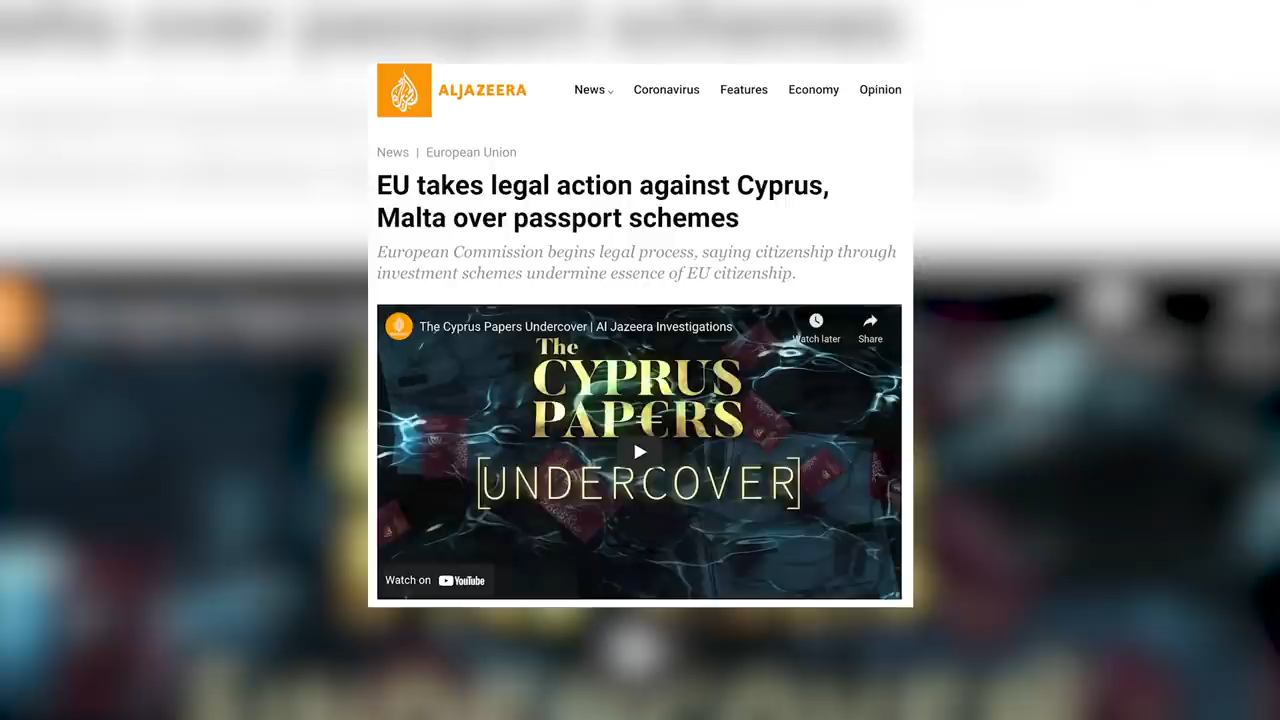 ALJAZEERA
News
Coronavirus
Features
Economy
Opinion
News | European Union
EU takes legal action against Cyprus,
Malta over passport schemes
European Commission begins legal process, saying citizenship through
investment schemes undermine essence of EU citizenship.
The Cyprus Papers Undercover | Al Jazeera Investigations
Watch later
Share
The
CYPRUS
PAP€RS
[UNDERCOVER]
Watch on YouTube